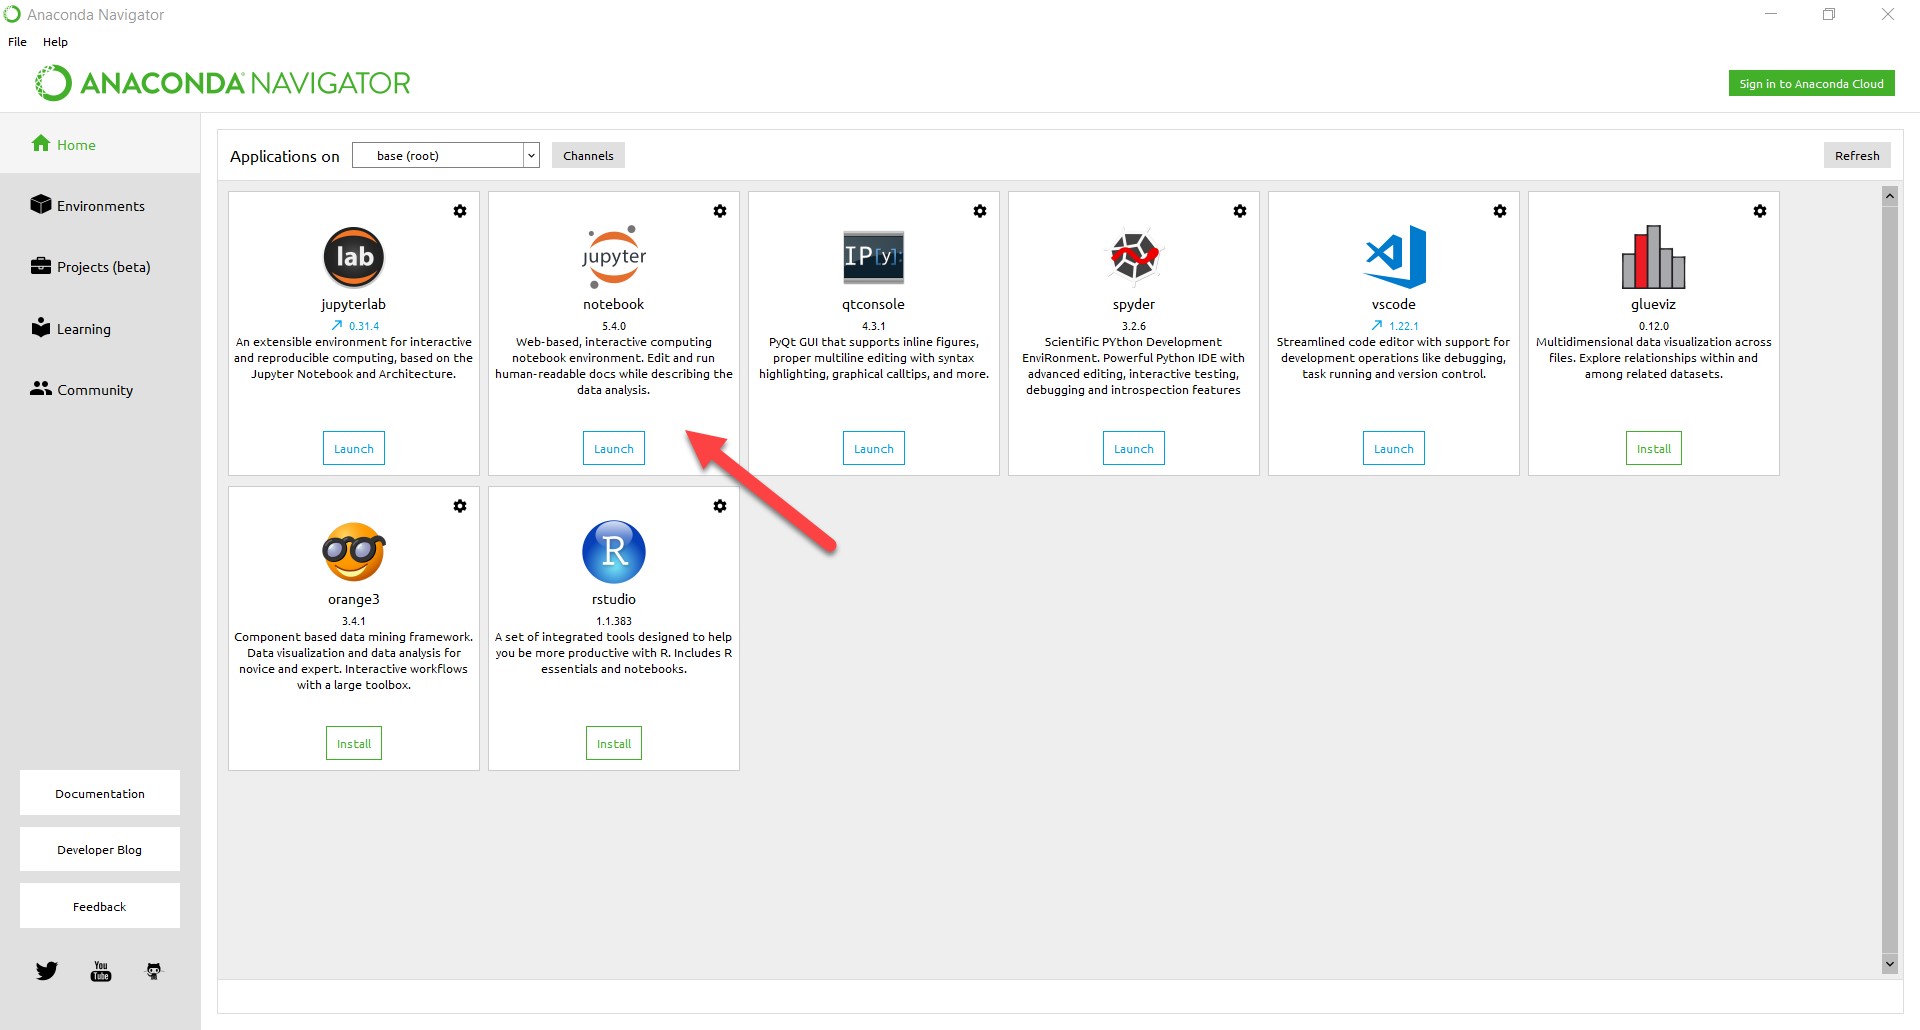 Anaconda Navigator
File Help
ANACONDA NAVIGATOR
Sign in to Anaconda Cloud
Home
Environments
Projects (beta)
Learning
Community
Documentation
Developer Blog
Feedback
You
Tube
Applications on base (root) Channels Refresh
lab
jupyterlab
0.31.4
An extensible environment for interactive
and reproducible computing, based on the
Jupyter Notebook and Architecture.
Launch
jupyter
notebook
5.4.0
Web-based, interactive computing
notebook environment. Edit and run
human-readable docs while describing the
data analysis.
Launch
IP[y]:
qtconsole
4.3.1
PyQt GUI that supports inline figures,
proper multiline editing with syntax
highlighting, graphical calltips, and more.
Launch
spyder
3.2.6
Scientific PYthon Development
EnviRonment. Powerful Python IDE with
advanced editing, interactive testing,
debugging and introspection features
Launch
vscode
1.22.1
Streamlined code editor with support for
development operations like debugging,
task running and version control.
Launch
glueviz
0.12.0
Multidimensional data visualization across
files. Explore relationships within and
among related datasets.
Install
orange3
3.4.1
Component based data mining framework.
Data visualization and data analysis for
novice and expert. Interactive workflows
with a large toolbox.
Install
R
rstudio
1.1.383
A set of integrated tools designed to help
you be more productive with R. Includes R
essentials and notebooks.
Install